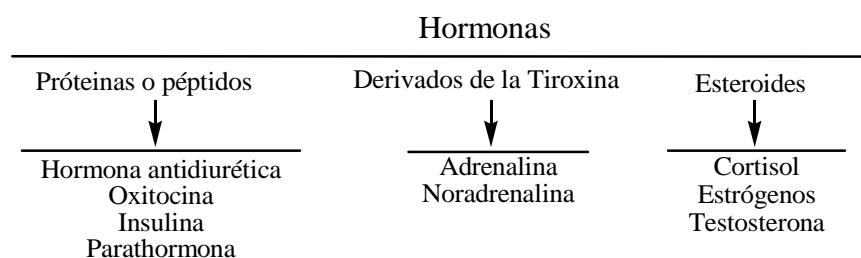 Hormonas
Próteinas o péptidos
Derivados de la Tiroxina
Esteroides
Hormona antidiurética
Oxitocina
Insulina
Parathormona
Adrenalina
Noradrenalina
Cortisol
Estrógenos
Testosterona